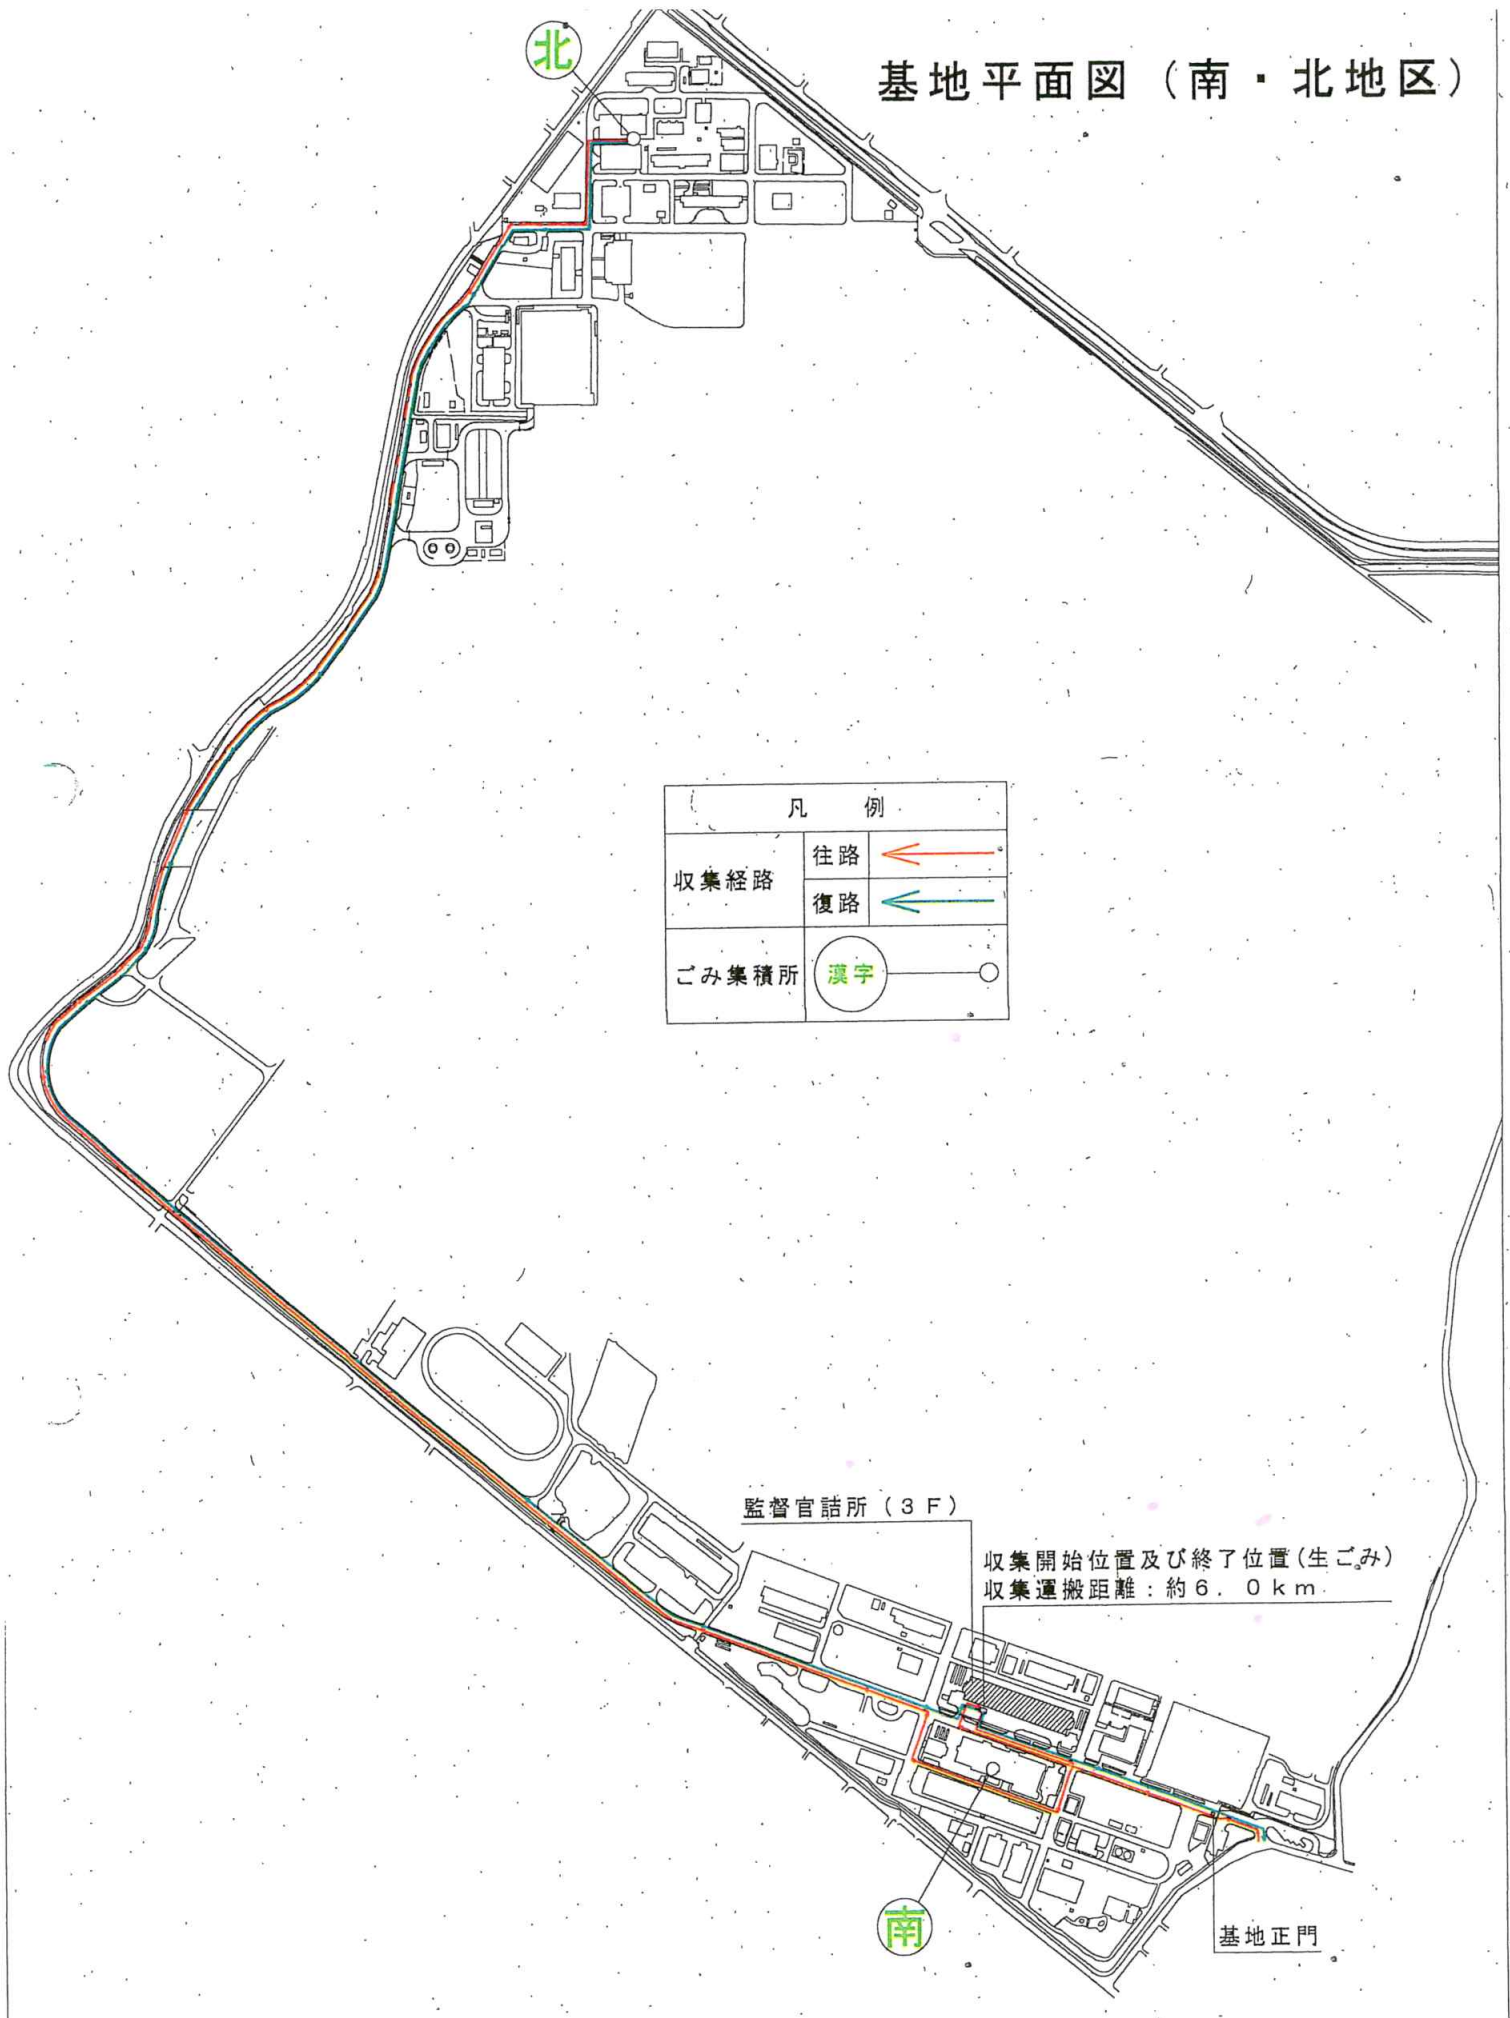 北
基地平面図（南・北地区）
凡 例
収集経路
往路
復路
ごみ集積所
漢字
監督官詰所（３Ｆ）
収集開始位置及び終了位置(生ごみ)
収集運搬距離：約６．０ｋｍ
南
基地正門